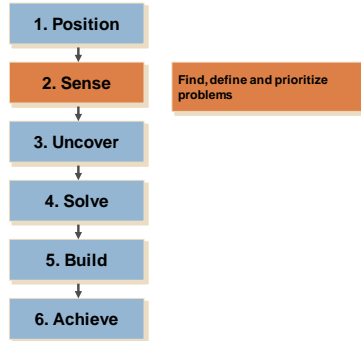 1. Position
2. Sense
Find, define and prioritize
problems
3. Uncover
4. Solve
5. Build
6. Achieve